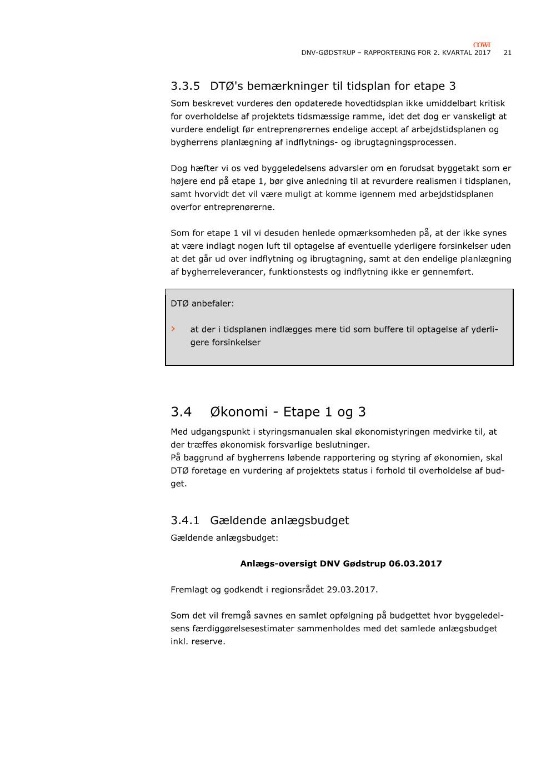 COWI
DNV-GØDSTRUP – RAPPORTERING FOR 2. KVARTAL 2017 21
3.3.5 DTØ's bemærkninger til tidsplan for etape 3
Som beskrevet vurderes den opdaterede hovedtidsplan ikke umiddelbart kritisk
for overholdelse af projektets tidsmæssige ramme, idet det dog er vanskeligt at
vurdere endeligt før entreprenørernes endelige accept af arbejdstidsplanen og
bygherrens planlægning af indflytnings- og ibrugtagningsprocessen.
Dog hæfter vi os ved byggeledelsens advarsler om en forudsat byggetakt som er
højere end på etape 1, bør give anledning til at revurdere realismen i tidsplanen,
samt hvorvidt det vil være muligt at komme igennem med arbejdstidsplanen
overfor entreprenørerne.
Som for etape 1 vil vi desuden henlede opmærksomheden på, at der ikke synes
at være indlagt nogen luft til optagelse af eventuelle yderligere forsinkelser uden
at det går ud over indflytning og ibrugtagning, samt at den endelige planlægning
af bygherreleverancer, funktionstests og indflytning ikke er gennemført.
DTØ anbefaler:
› at der i tidsplanen indlægges mere tid som buffere til optagelse af yderli-
gere forsinkelser
3.4 Økonomi - Etape 1 og 3
Med udgangspunkt i styringsmanualen skal økonomistyringen medvirke til, at
der træffes økonomisk forsvarlige beslutninger.
På baggrund af bygherrens løbende rapportering og styring af økonomien, skal
DTØ foretage en vurdering af projektets status i forhold til overholdelse af bud-
get.
3.4.1 Gældende anlægsbudget
Gældende anlægsbudget:
Anlægs-oversigt DNV Gødstrup 06.03.2017
Fremlagt og godkendt i regionsrådet 29.03.2017.
Som det vil fremgå savnes en samlet opfølgning på budgettet hvor byggeledel-
sens færdiggørelsesestimater sammenholdes med det samlede anlægsbudget
inkl. reserve.